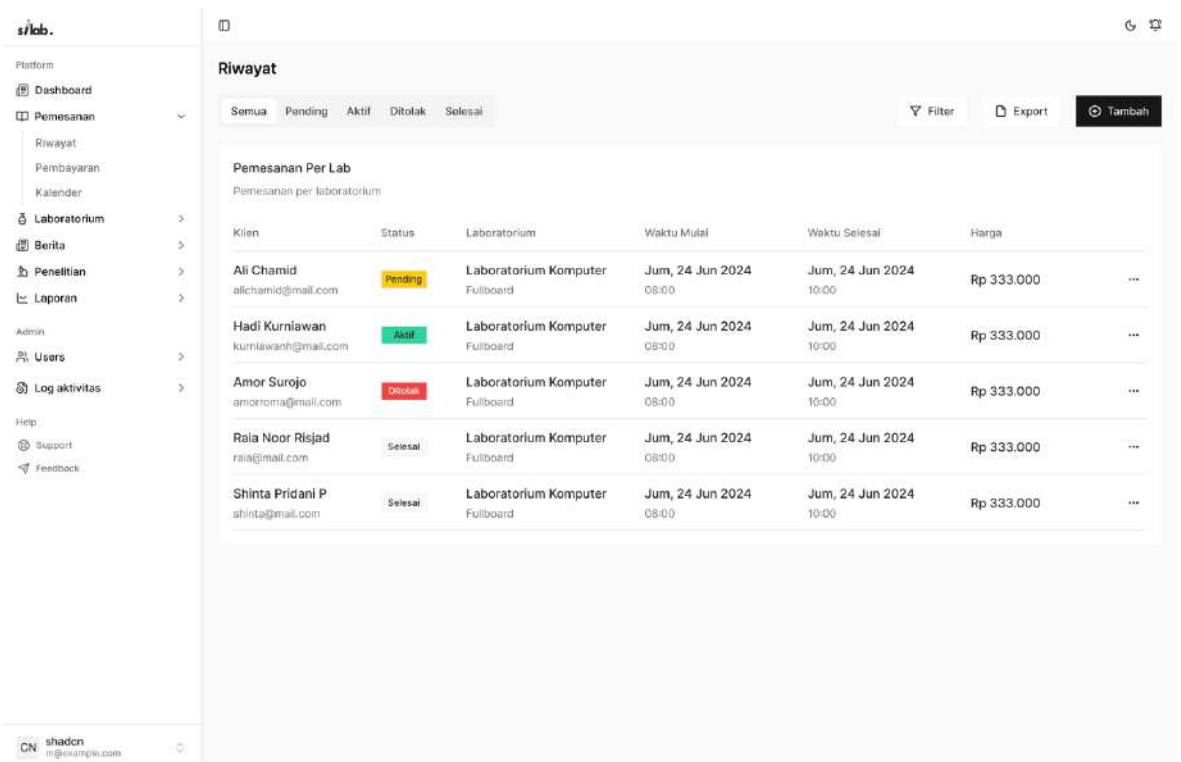 silab.
Platform
Dashboard
Pemesanan
Riwayat
Pembayaran
Kalender
Laboratorium
Berita
Penelitian
Laporan
Admin
Users
Log aktivitas
Help
Support
Feedback
CN
shadcn
m@example.com
Riwayat
Semua Pending Aktif Ditolak Selesai
Filter Export Tambah
Pemesanan Per Lab
Pemesanan per laboratorium
Klien Status Laboratorium Waktu Mulai Waktu Selesai Harga
Ali Chamid Pending Laboratorium Komputer Jum, 24 Jun 2024 Jum, 24 Jun 2024 Rp 333.000 ...
alichamid@mail.com Fullboard 08:00 10:00
Hadi Kurniawan Aktif Laboratorium Komputer Jum, 24 Jun 2024 Jum, 24 Jun 2024 Rp 333.000 ...
kurniawanh@mail.com Fullboard 08:00 10:00
Amor Surojo Ditolak Laboratorium Komputer Jum, 24 Jun 2024 Jum, 24 Jun 2024 Rp 333.000 ...
amorroma@mail.com Fullboard 08:00 10:00
Raia Noor Risjad Selesai Laboratorium Komputer Jum, 24 Jun 2024 Jum, 24 Jun 2024 Rp 333.000 ...
raia@mail.com Fullboard 08:00 10:00
Shinta Pridani P Selesai Laboratorium Komputer Jum, 24 Jun 2024 Jum, 24 Jun 2024 Rp 333.000 ...
shinta@mail.com Fullboard 08:00 10:00